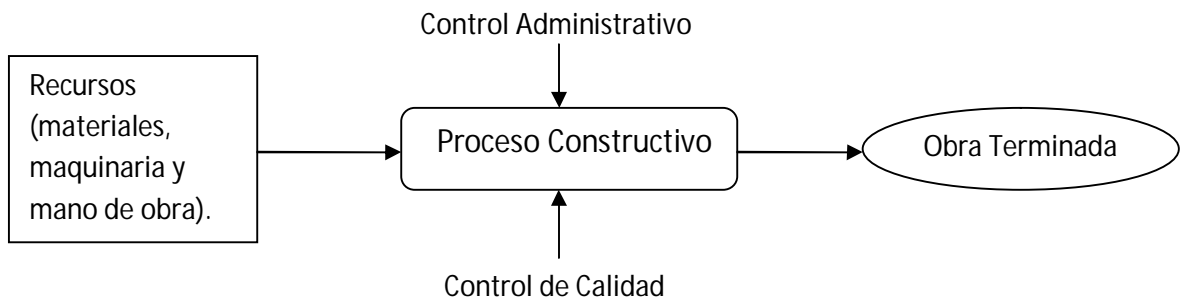 Control Administrativo
Recursos
(materiales,
maquinaria y
mano de obra).
Proceso Constructivo
Obra Terminada
Control de Calidad